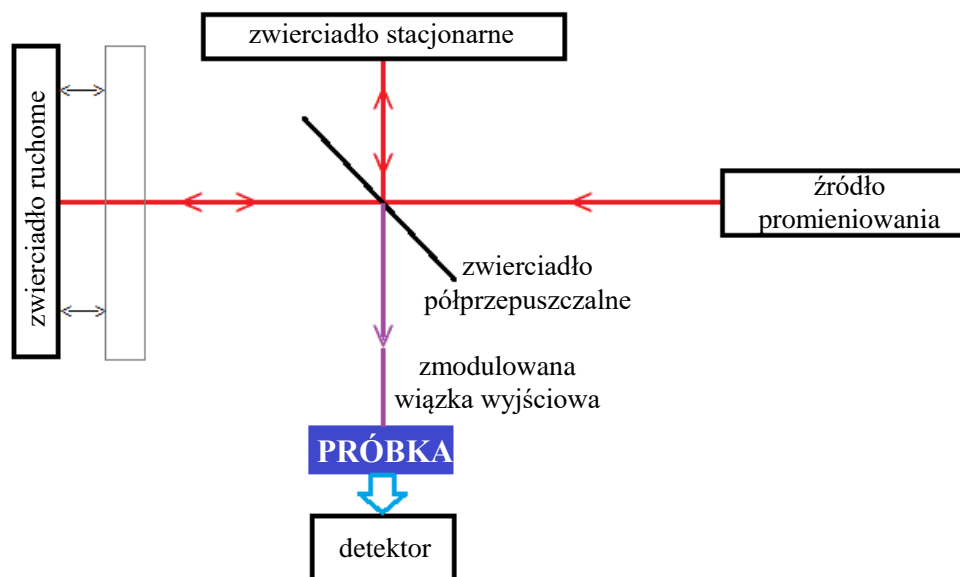 zwierciadło stacjonarne
zwierciadło ruchome
źródło
promieniowania
zwierciadło
półprzepuszczalne
zmodulowana
wiązka wyjściowa
PRÓBKA
detektor